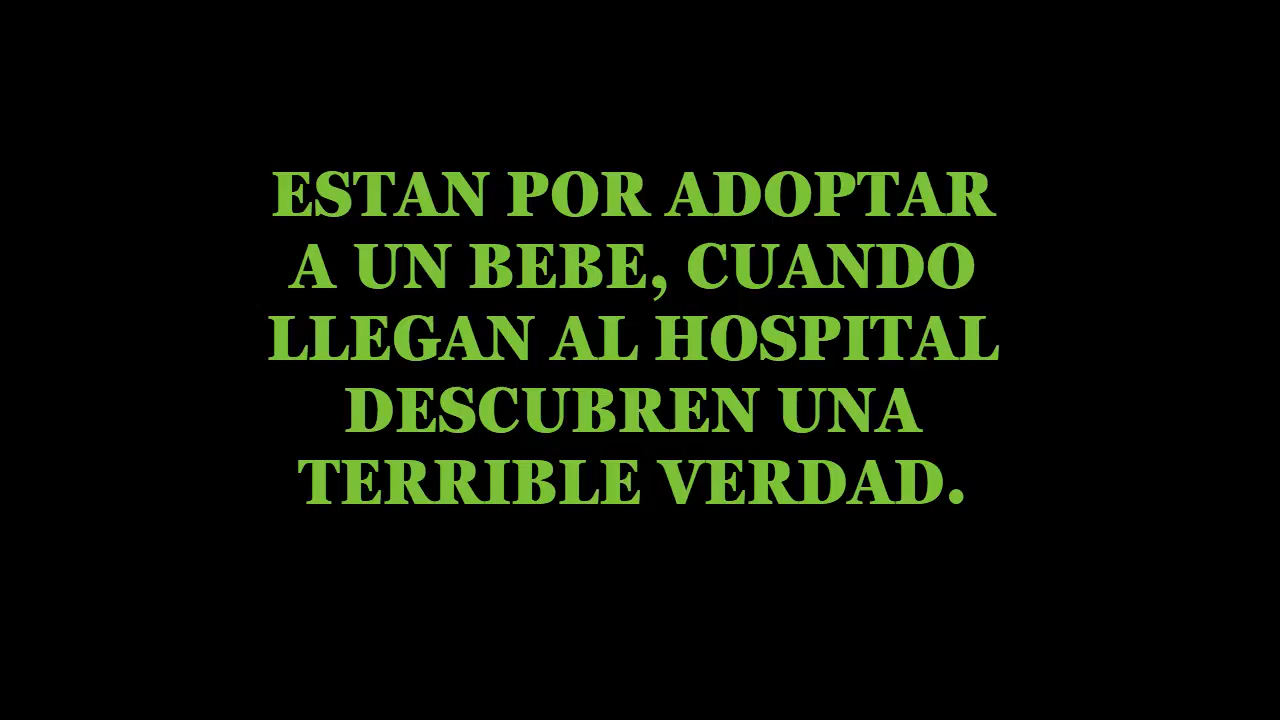 ESTAN POR ADOPTAR
A UN BEBE, CUANDO
LLEGAN AL HOSPITAL
DESCUBREN UNA
TERRIBLE VERDAD.